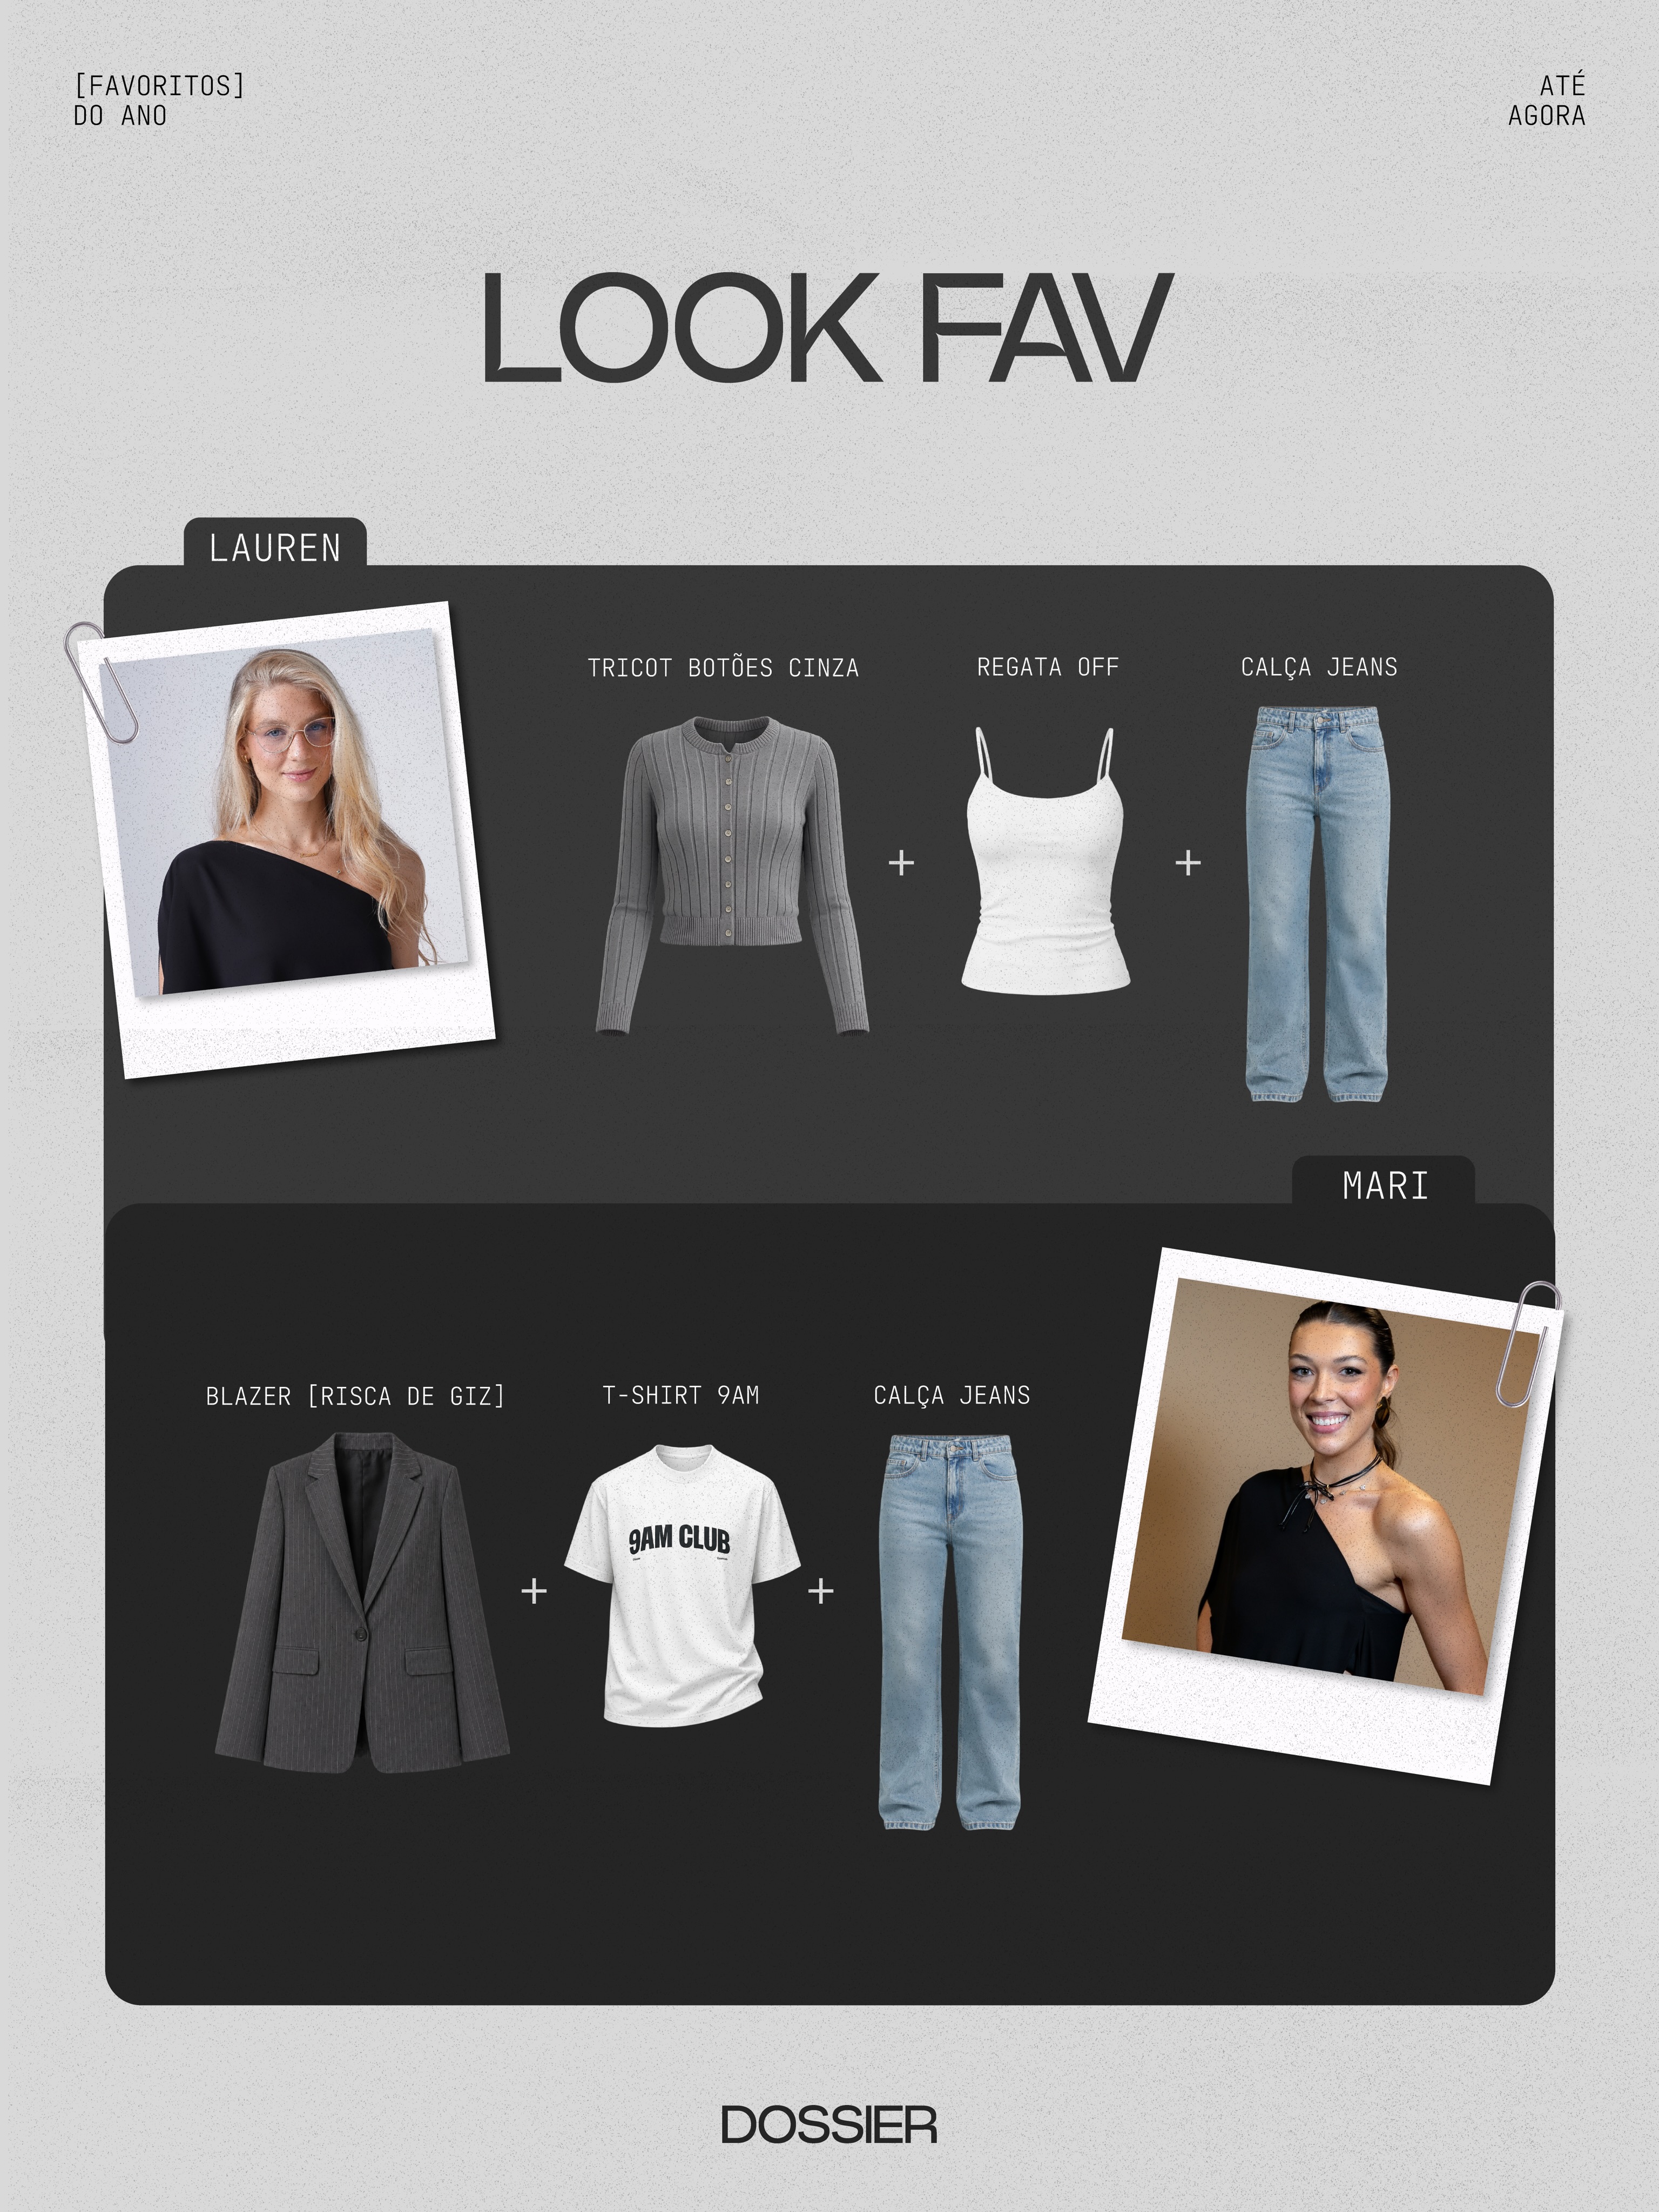 [FAVORITOS]
DO ANO
ATÉ
AGORA
LOOK FAV
LAUREN
TRICOT BOTÕES CINZA
REGATA OFF
CALÇA JEANS
+
+
MARI
BLAZER [RISCA DE GIZ]
T-SHIRT 9AM
CALÇA JEANS
9AM CLUB
+
+
DOSSIER